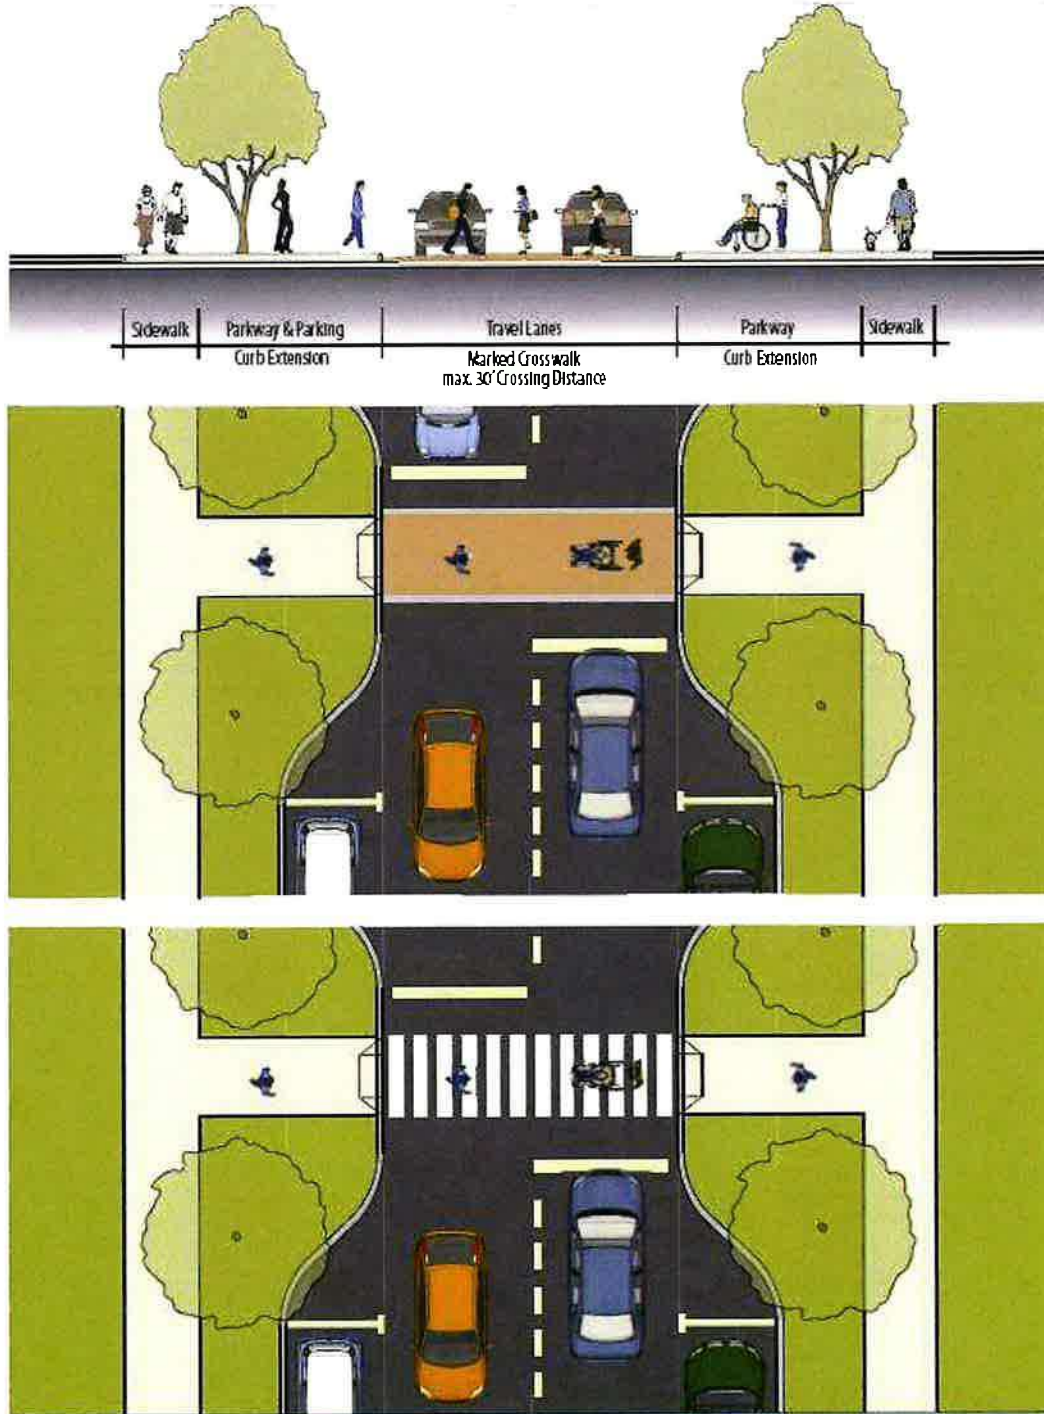 Sidewalk Parkway & Parking Travel Lanes Parkway Sidewalk
Curb Extension Marked Crosswalk Curb Extension
max. 30' Crossing Distance